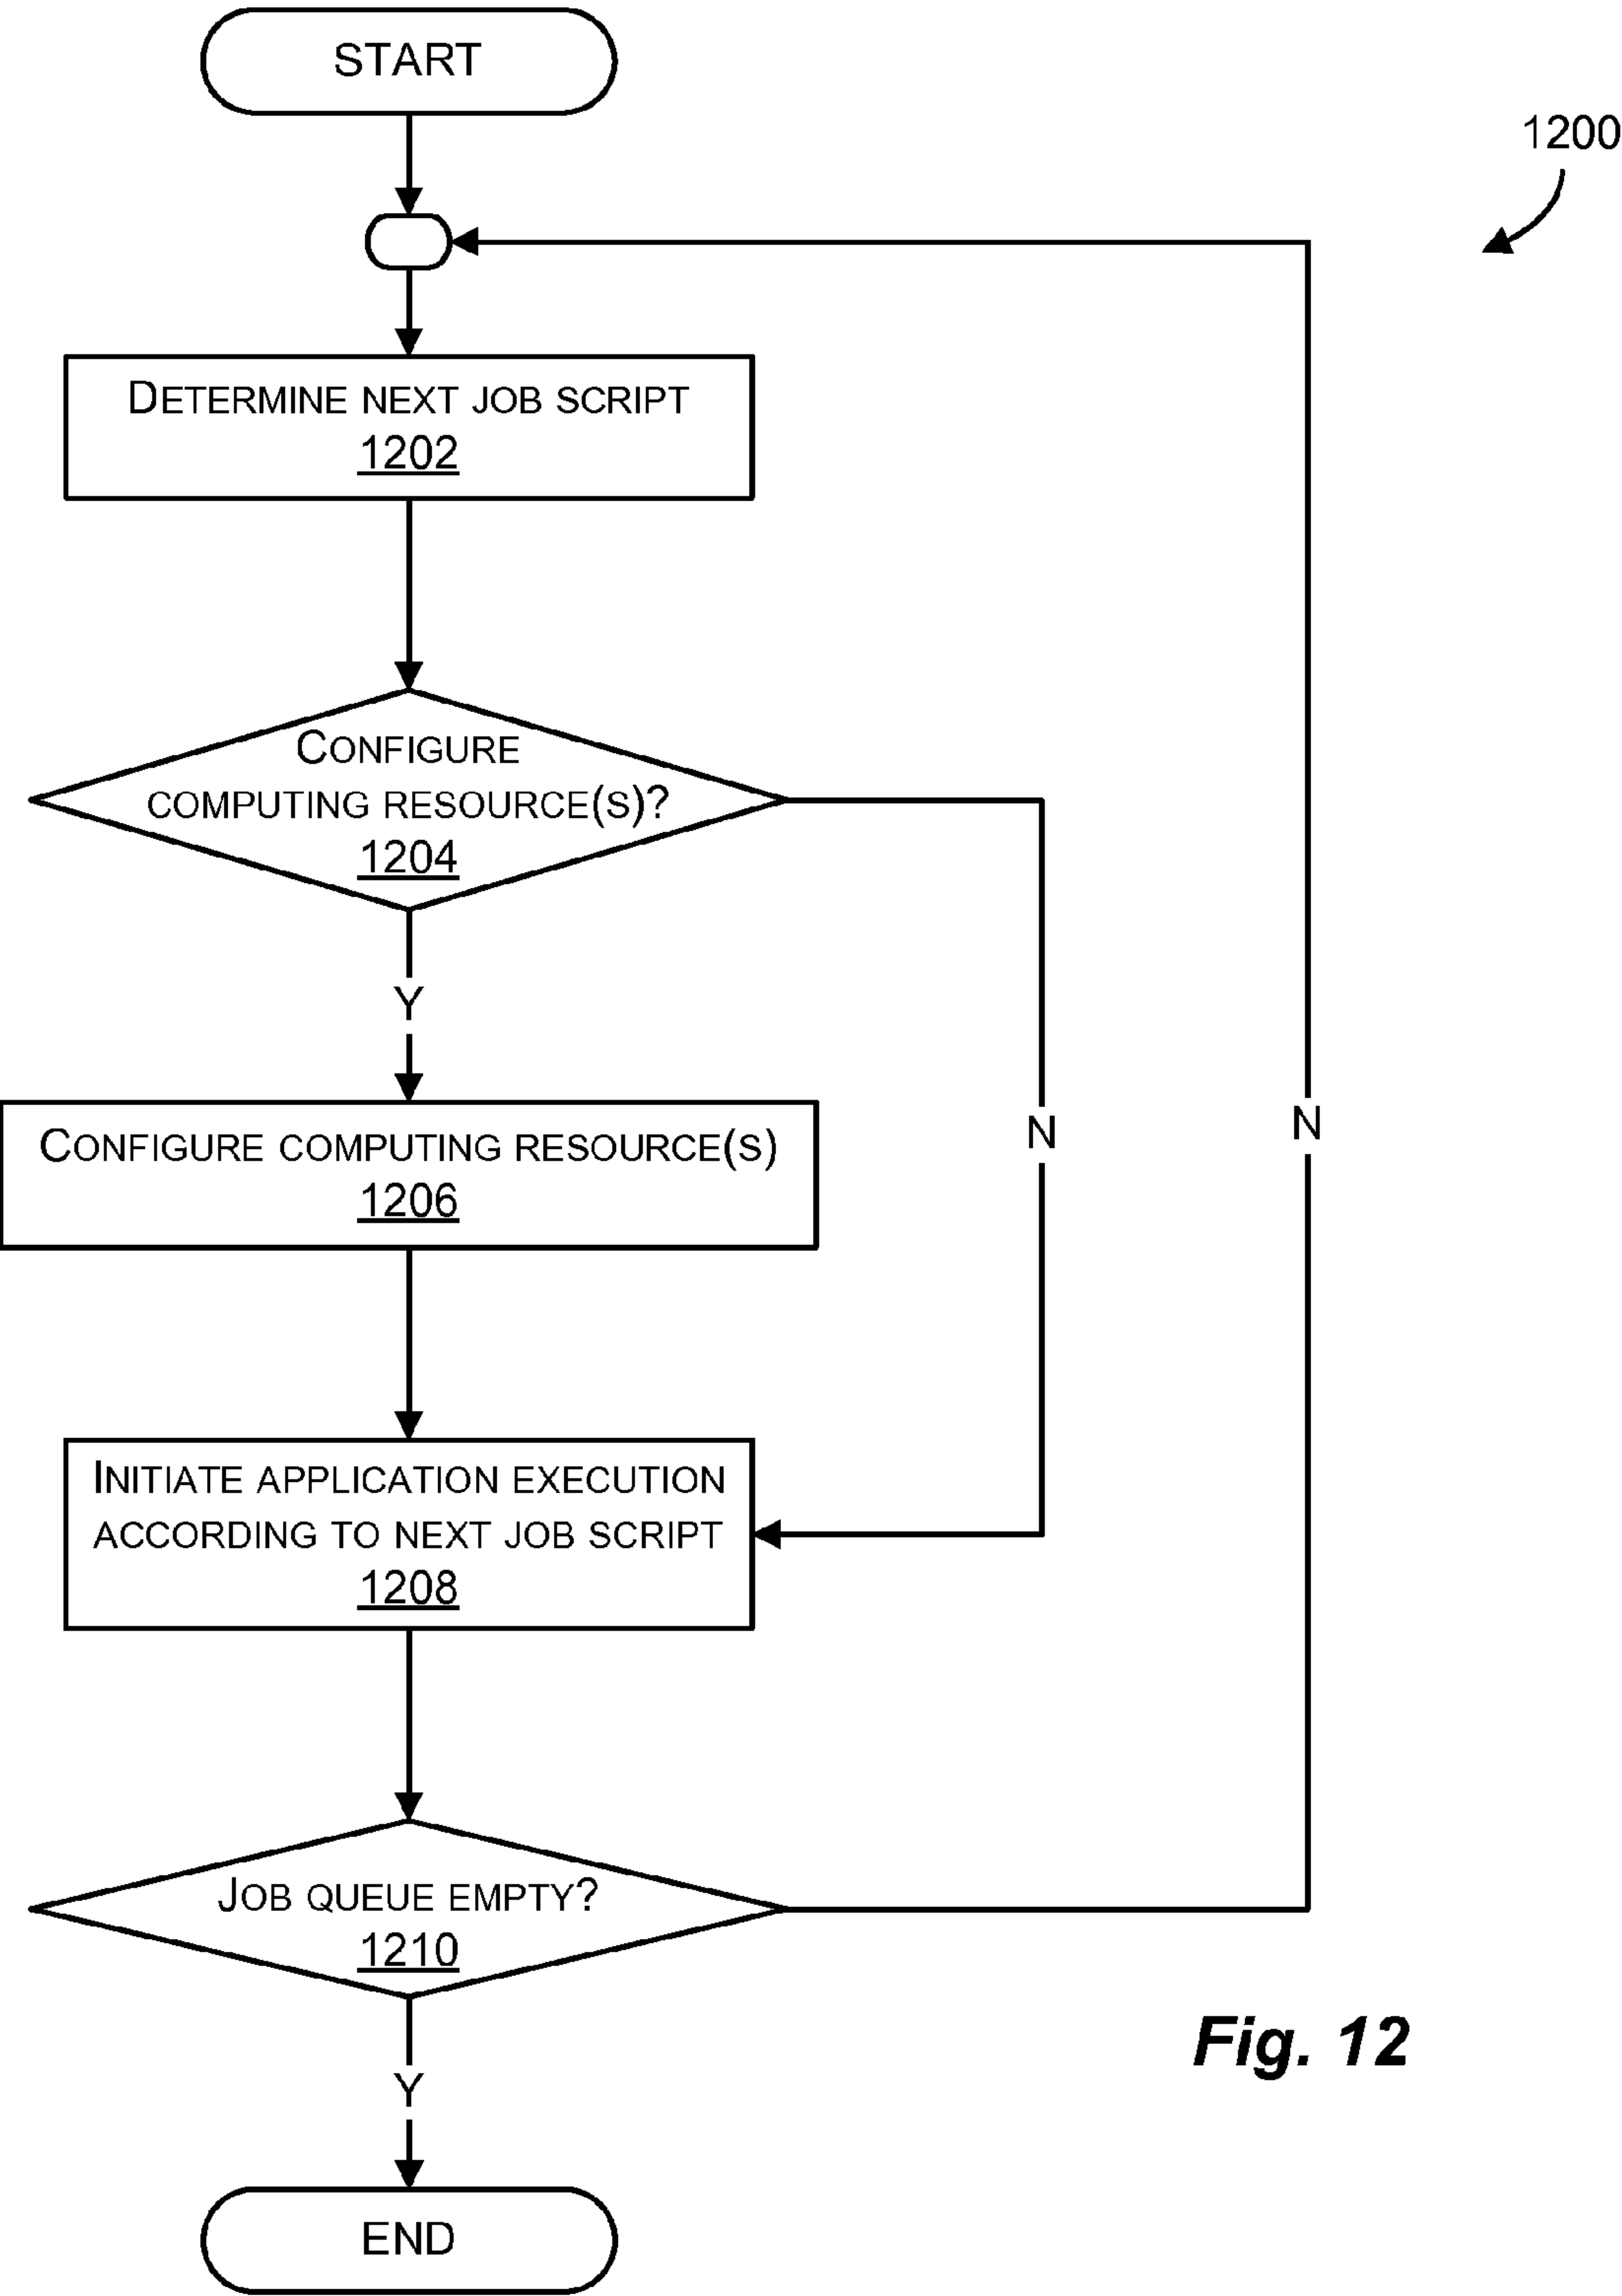 START
1200
DETERMINE NEXT JOB SCRIPT
1202
CONFIGURE
COMPUTING RESOURCE(S)?
1204
Y
CONFIGURE COMPUTING RESOURCE(S)
1206
N
N
INITIATE APPLICATION EXECUTION
ACCORDING TO NEXT JOB SCRIPT
1208
JOB QUEUE EMPTY?
1210
Y
Fig. 12
END